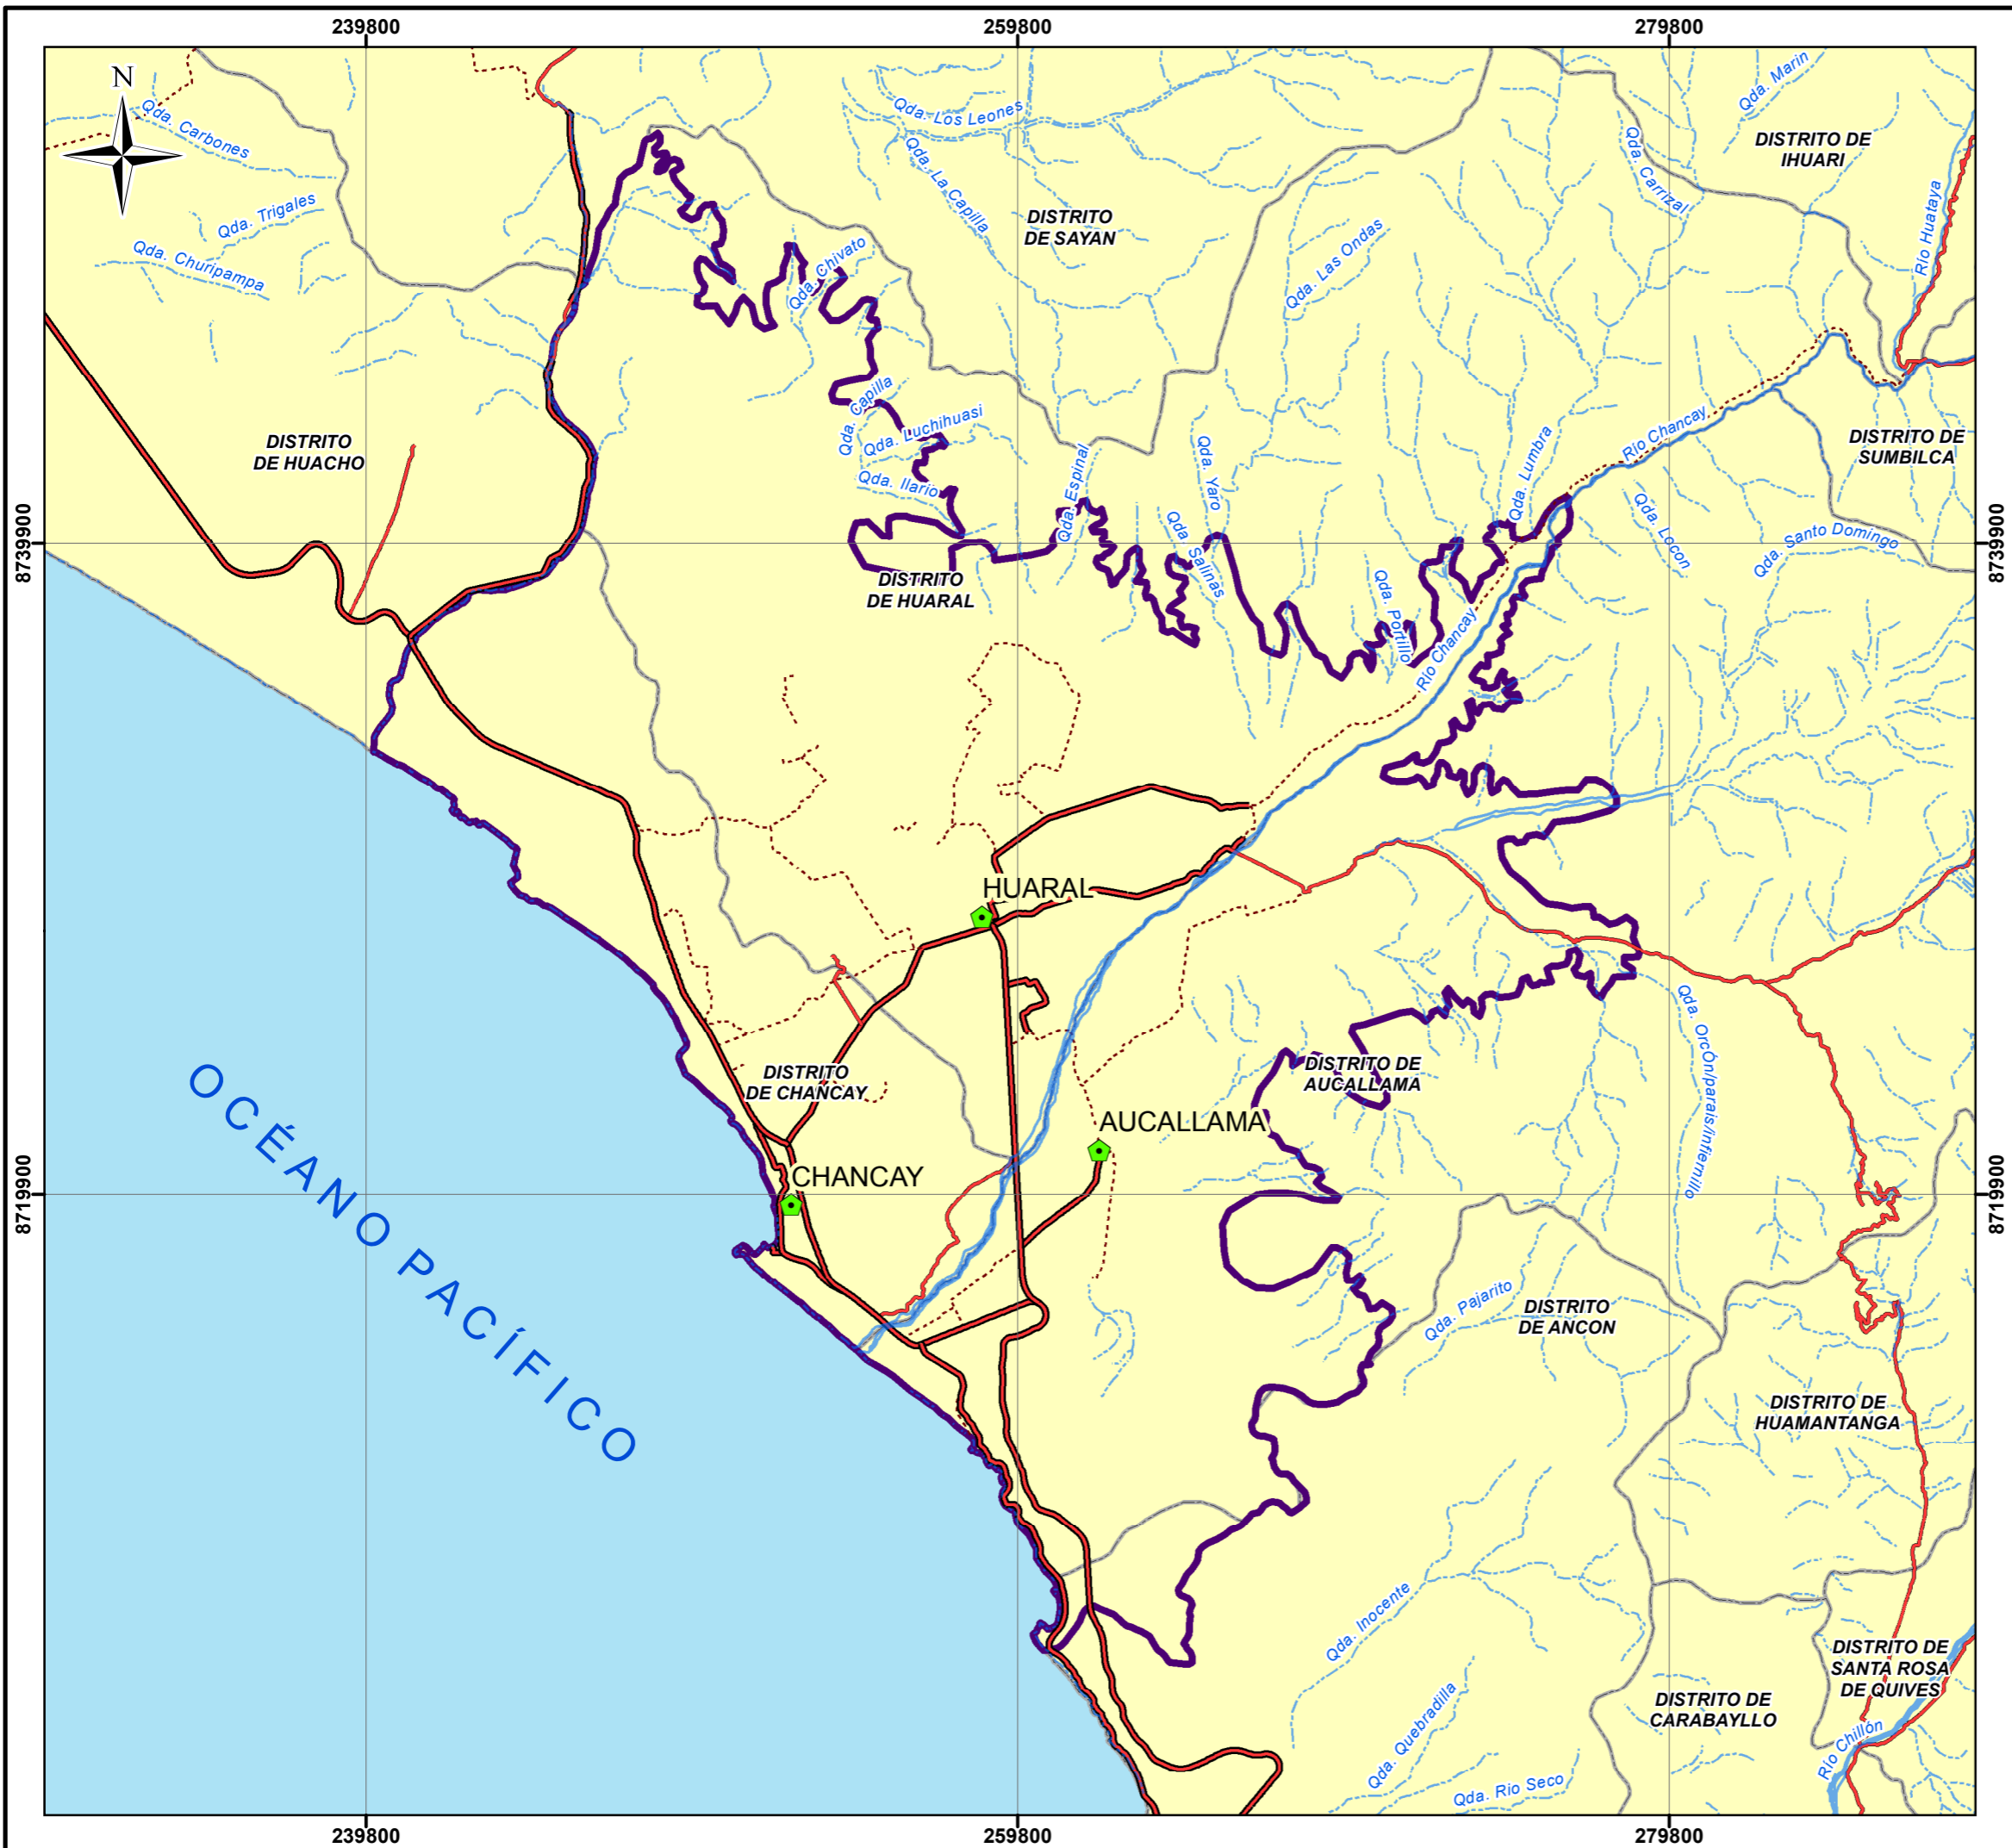 239800
259800
279800
N
Qda. Carbones
Qda. Los Leones
Qda. Marin
DISTRITO DE
IHUARI
Qda. La Capilla
Qda. Carrizal
Qda. Trigales
DISTRITO
DE SAYAN
Rio Huataya
Qda. Churipampa
Qda. Chivato
Qda. Las Ondas
DISTRITO
DE HUACHO
Qda. Capilla
Qda. Luchihuasi
Rio Chancay
DISTRITO DE
SUMBILCA
Qda. Ilario
Qda. Espinal
Qda. Yaro
Qda. Lumbra
Qda. Salinas
Qda. Locon
Qda. Santo Domingo
8739900
8739900
DISTRITO
DE HUARAL
Qda. Portillo
Rio Chancay
HUARAL
Qda. OrcÓn/parais/infiernillo
DISTRITO
DE CHANCAY
DISTRITO DE
AUCALLAMA
OCÉANO PACÍFICO
AUCALLAMA
CHANCAY
8719900
8719900
Qda. Pajarito
DISTRITO
DE ANCON
DISTRITO DE
HUAMANTANGA
Qda. Inocente
DISTRITO DE
SANTA ROSA
DE QUIVES
Qda. Quebradilla
DISTRITO DE
CARABAYLLO
Rio Chillón
Qda. Rio Seco
239800
259800
279800